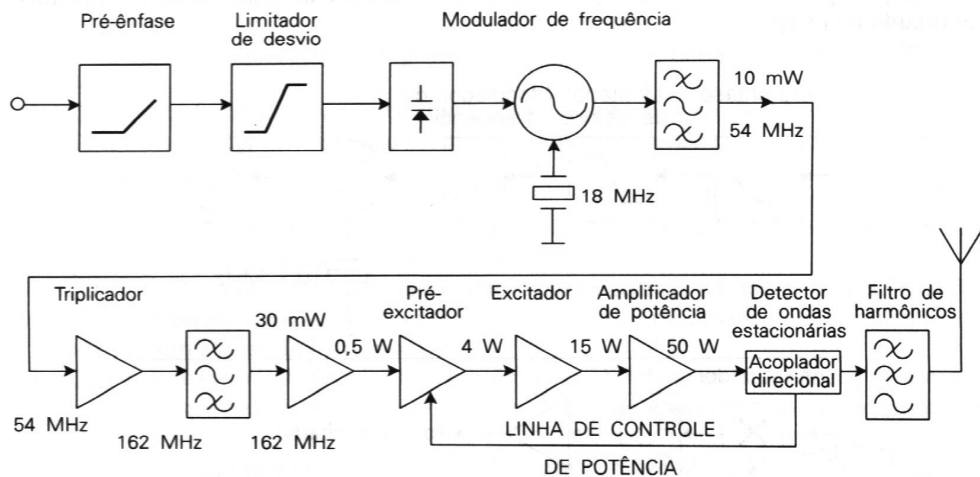 Pré-ênfase
Limitador
de desvio
Modulador de frequência
10 mW
54 MHz
18 MHz
Triplicador
54 MHz
162 MHz
30 mW
162 MHz
0,5 W
Pré-
excitador
4 W
Excitador
15 W
Amplificador
de potência
50 W
Detector
de ondas
estacionárias
Acoplador
direcional
Filtro de
harmônicos
LINHA DE CONTROLE
DE POTÊNCIA